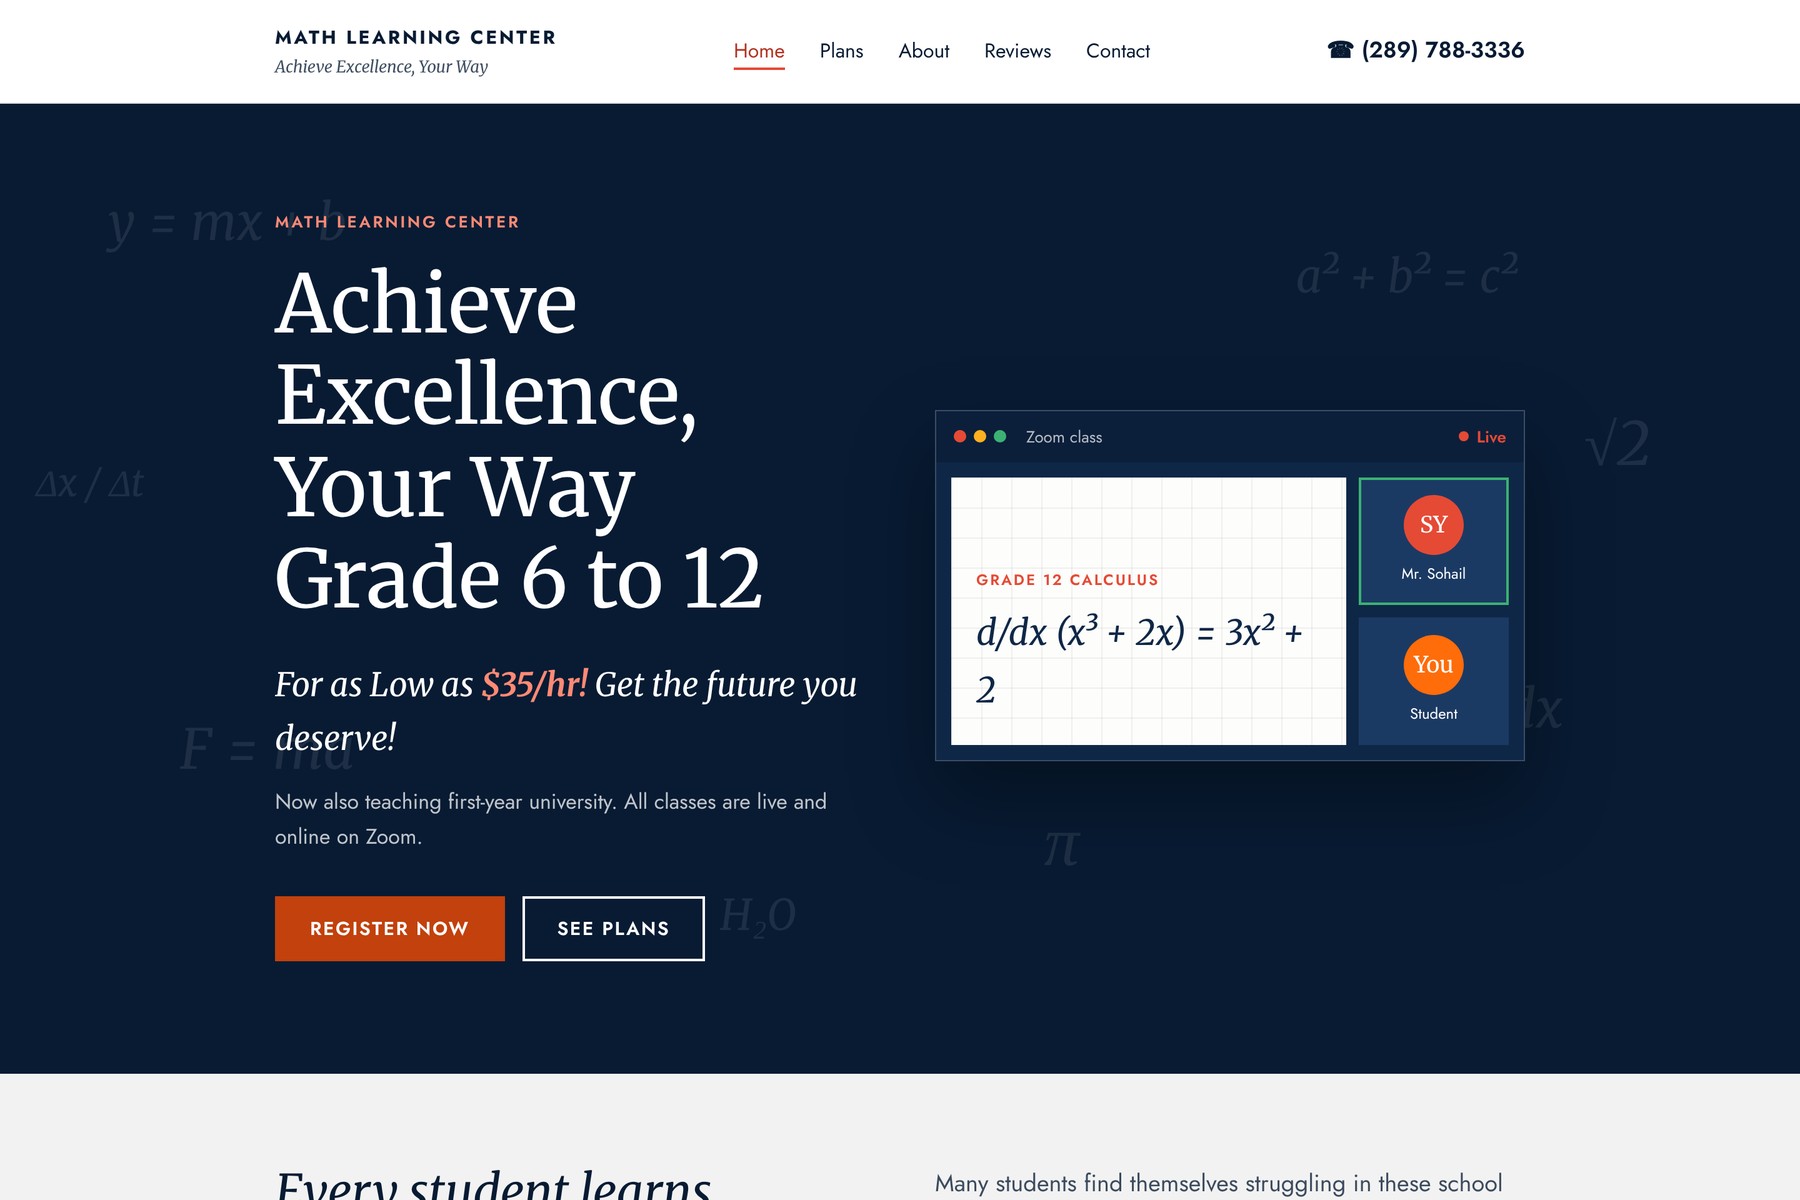 MATH LEARNING CENTER
Achieve Excellence, Your Way
Home Plans About Reviews Contact
☎ (289) 788-3336
y = mx + b
MATH LEARNING CENTER
Achieve
Excellence,
Your Way
Grade 6 to 12
a² + b² = c²
√2
Δx / Δt
For as Low as $35/hr! Get the future you
deserve!
F = ma
Now also teaching first-year university. All classes are live and
online on Zoom.
REGISTER NOW
SEE PLANS
H₂O
Zoom class
Live
GRADE 12 CALCULUS
d/dx (x³ + 2x) = 3x² +
2
SY
Mr. Sohail
You
Student
dx
π
Every student learns
Many students find themselves struggling in these school